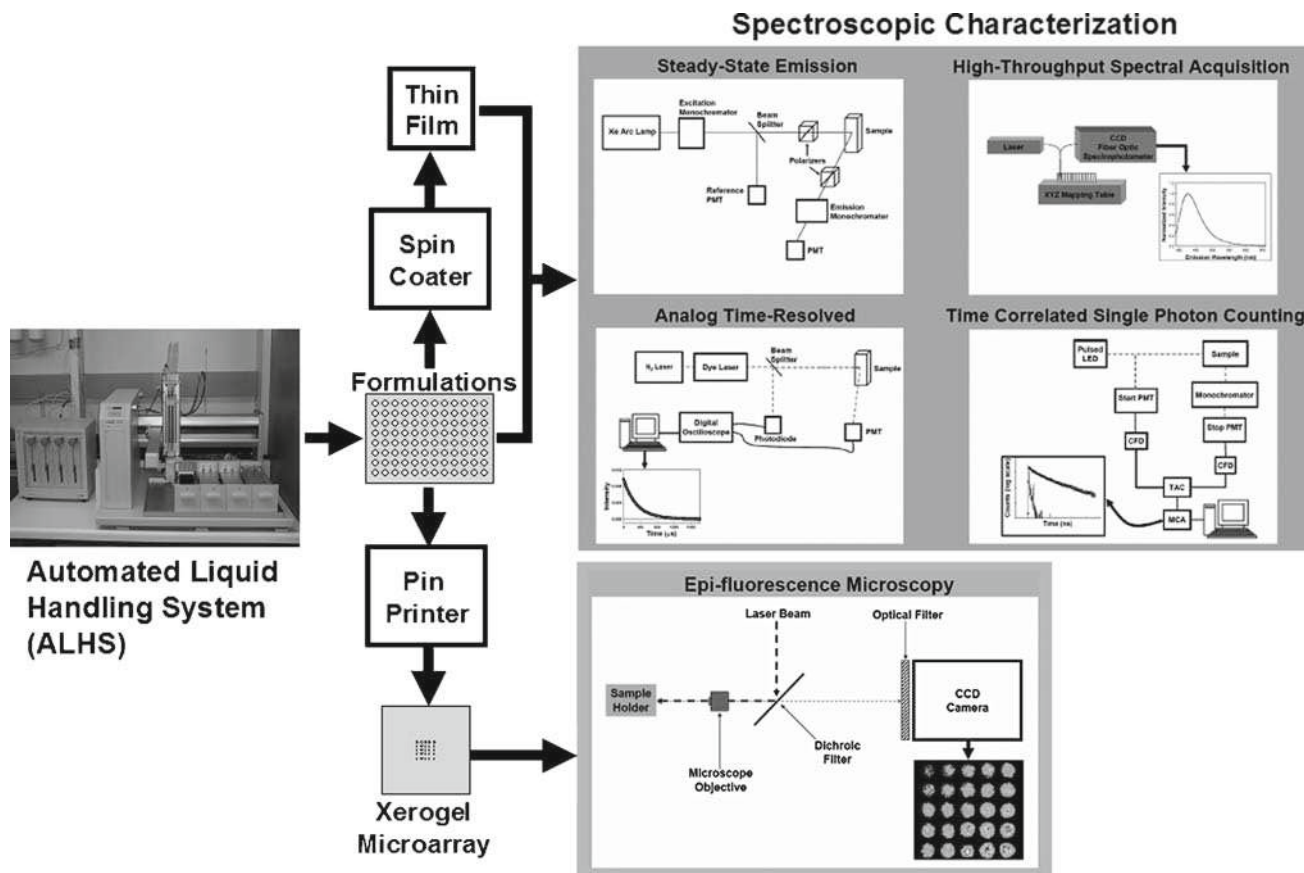 Spectroscopic Characterization
Steady-State Emission
Xe Arc Lamp
Excitation
Monochromator
Beam
Splitter
Polarizers
Sample
Reference
PMT
Emission
Monochromater
PMT
High-Throughput Spectral Acquisition
Laser
CCD
Fiber Optic
Spectrophotometer
XYZ Mapping Table
Normalized Intensity
Emission Wavelength (nm)
Analog Time-Resolved
N₂ Laser
Dye Laser
Beam
Splitter
Sample
Digital
Oscilloscope
Photodiode
PMT
Intensity
Time (μs)
Time Correlated Single Photon Counting
Pulsed
LED
Sample
Start PMT
Monochromator
Stop PMT
CFD
CFD
TAC
MCA
Counts (log scale)
Time (ns)
Thin
Film
Spin
Coater
Formulations
Automated Liquid
Handling System
(ALHS)
Pin
Printer
Xerogel
Microarray
Epi-fluorescence Microscopy
Laser Beam
Optical Filter
Sample
Holder
CCD
Camera
Microscope
Objective
Dichroic
Filter